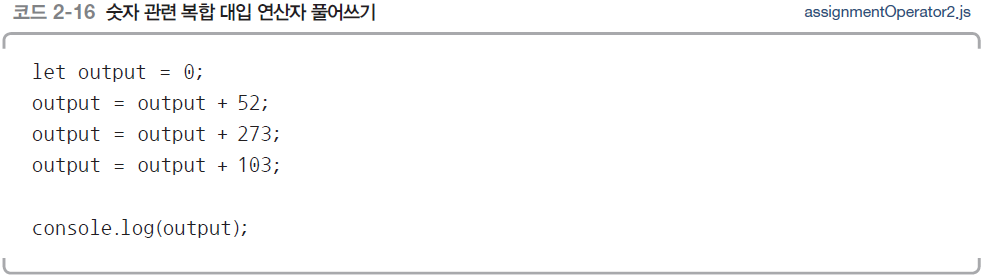 코드 2-16 숫자 관련 복합 대입 연산자 풀어쓰기 assignmentOperator2.js
let output = 0;
output = output + 52;
output = output + 273;
output = output + 103;
console.log(output);